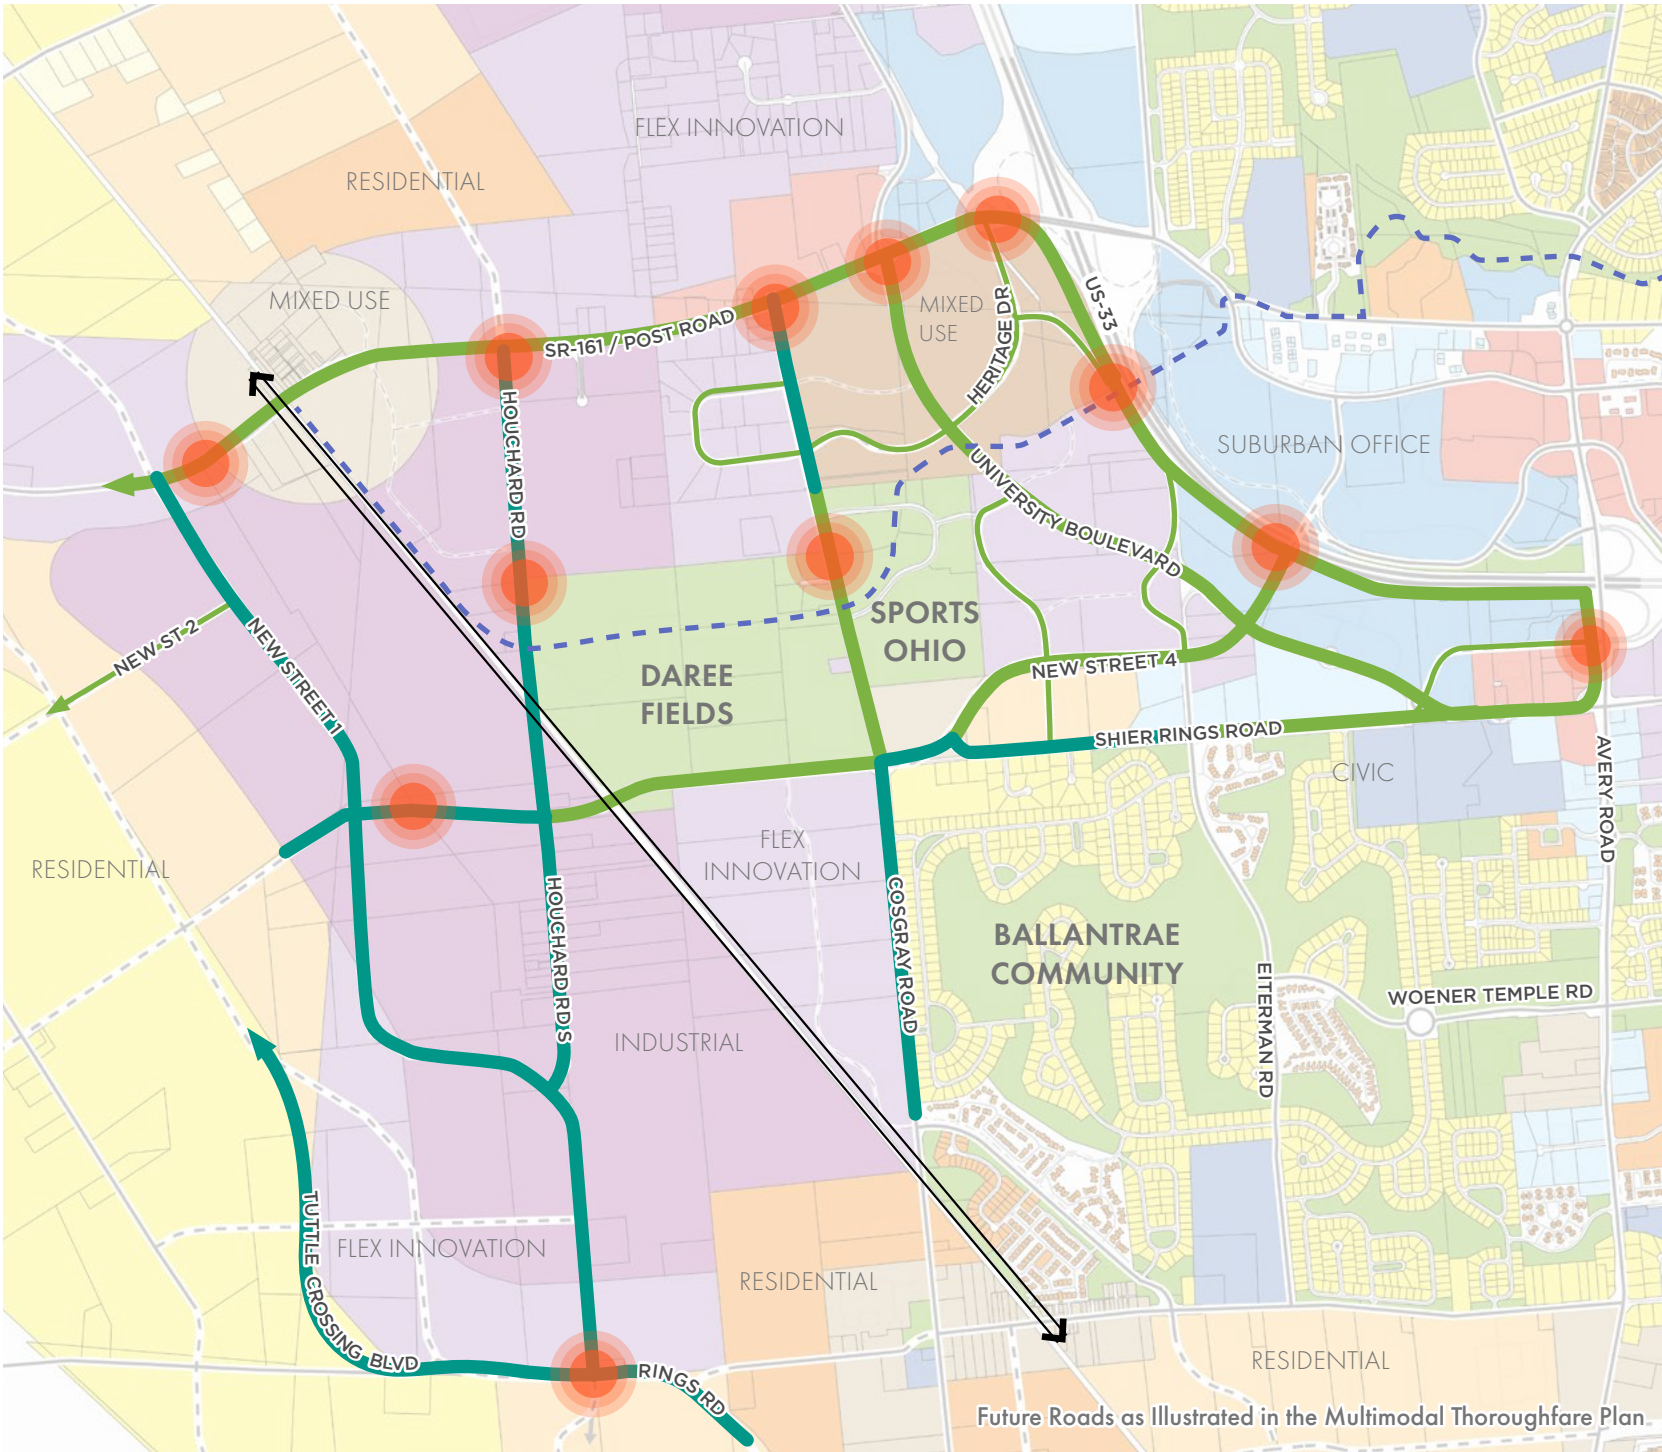 FLEX INNOVATION
RESIDENTIAL
MIXED USE
MIXED
USE
US-33
HERITAGE DR
SR-161 / POST ROAD
HOUCHARD RD
SUBURBAN OFFICE
UNIVERSITY BOULEVARD
SPORTS
OHIO
NEW ST 2
NEW STREET 1
DAREE
FIELDS
NEW STREET 4
SHIER RINGS ROAD
CIVIC
AVERY ROAD
RESIDENTIAL
FLEX
INNOVATION
HOUCHARD RD S
COSGRAY ROAD
BALLANTRAE
COMMUNITY
EITERMAN RD
WOENER TEMPLE RD
INDUSTRIAL
TUTTLE CROSSING BLVD
FLEX INNOVATION
RESIDENTIAL
RINGS RD
RESIDENTIAL
Future Roads as Illustrated in the Multimodal Thoroughfare Plan